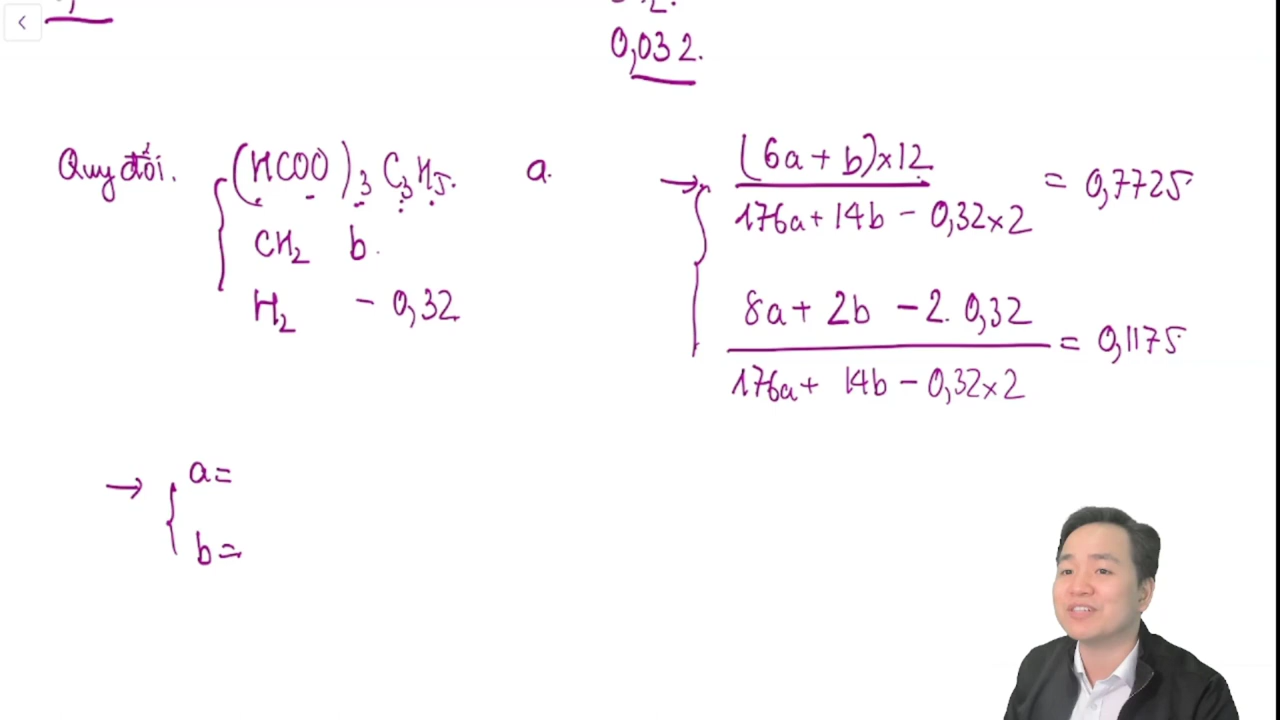 0,032.
Quy đổi. (HCOO)₃C₃H₅. a.
CH₂ b.
H₂ - 0,32
→ (6a + b)×12 / 176a + 14b - 0,32×2 = 0,7725
8a + 2b - 2. 0,32 / 176a + 14b - 0,32×2 = 0,1175
→ a =
b =